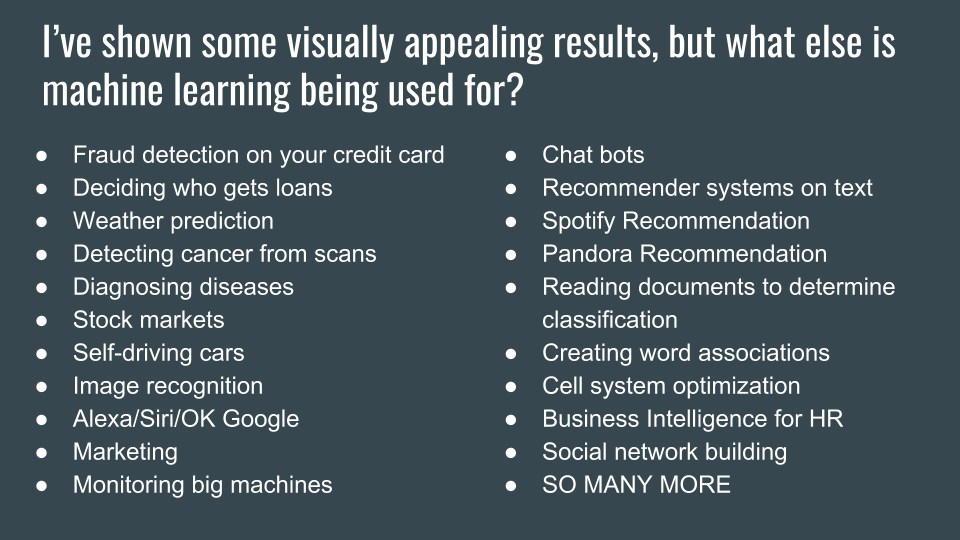 I’ve shown some visually appealing results, but what else is
machine learning being used for?
● Fraud detection on your credit card
● Deciding who gets loans
● Weather prediction
● Detecting cancer from scans
● Diagnosing diseases
● Stock markets
● Self-driving cars
● Image recognition
● Alexa/Siri/OK Google
● Marketing
● Monitoring big machines
● Chat bots
● Recommender systems on text
● Spotify Recommendation
● Pandora Recommendation
● Reading documents to determine
classification
● Creating word associations
● Cell system optimization
● Business Intelligence for HR
● Social network building
● SO MANY MORE